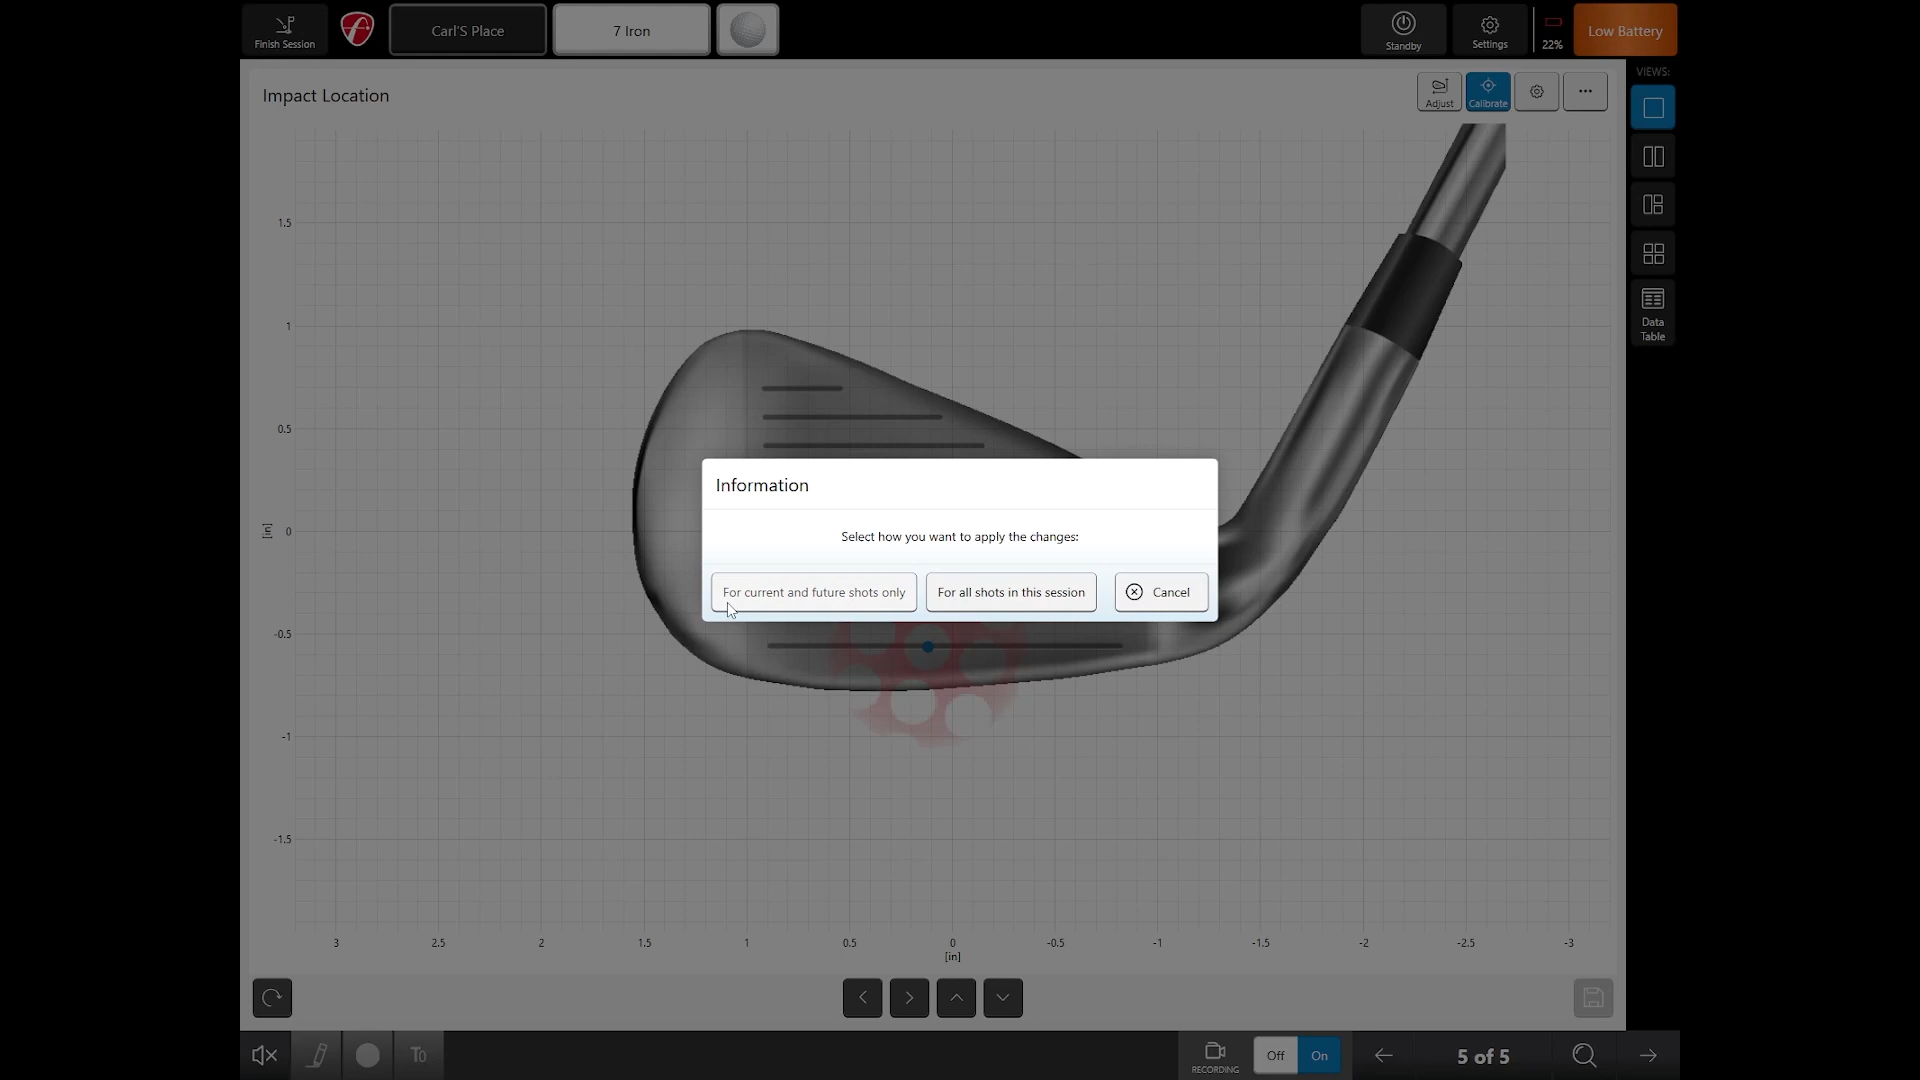 Finish Session
Carl'S Place
7 Iron
Standby
Settings
22%
Low Battery
Impact Location
Adjust
Calibrate
VIEWS:
Data
Table
1.5
1
0.5
0
-0.5
-1
-1.5
[in]
Information
Select how you want to apply the changes:
For current and future shots only
For all shots in this session
Cancel
3 2.5 2 1.5 1 0.5 0 -0.5 -1 -1.5 -2 -2.5 -3
[in]
T0
RECORDING
Off
On
5 of 5